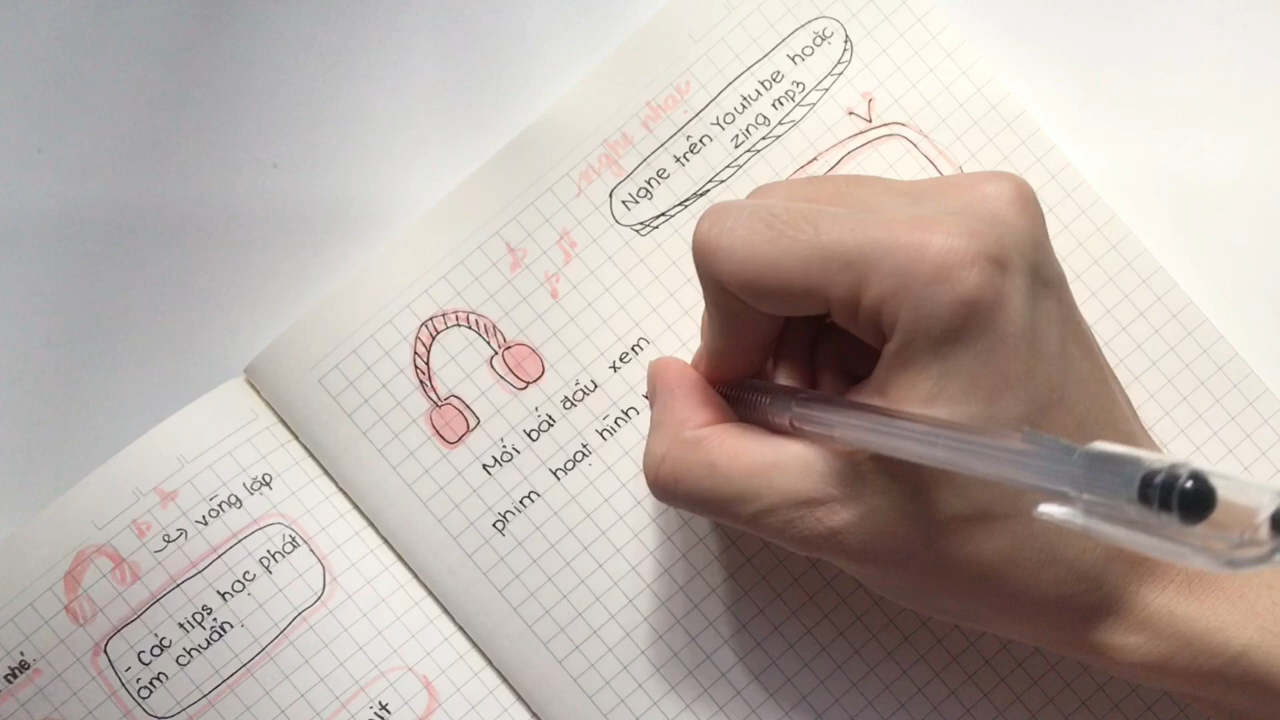 nghe nhạc
Nghe trên Youtube hoặc
zing mp3
Mới bắt đầu xem
phim hoạt hình
vòng lặp
- Các tips học phát
âm chuẩn
nhé.